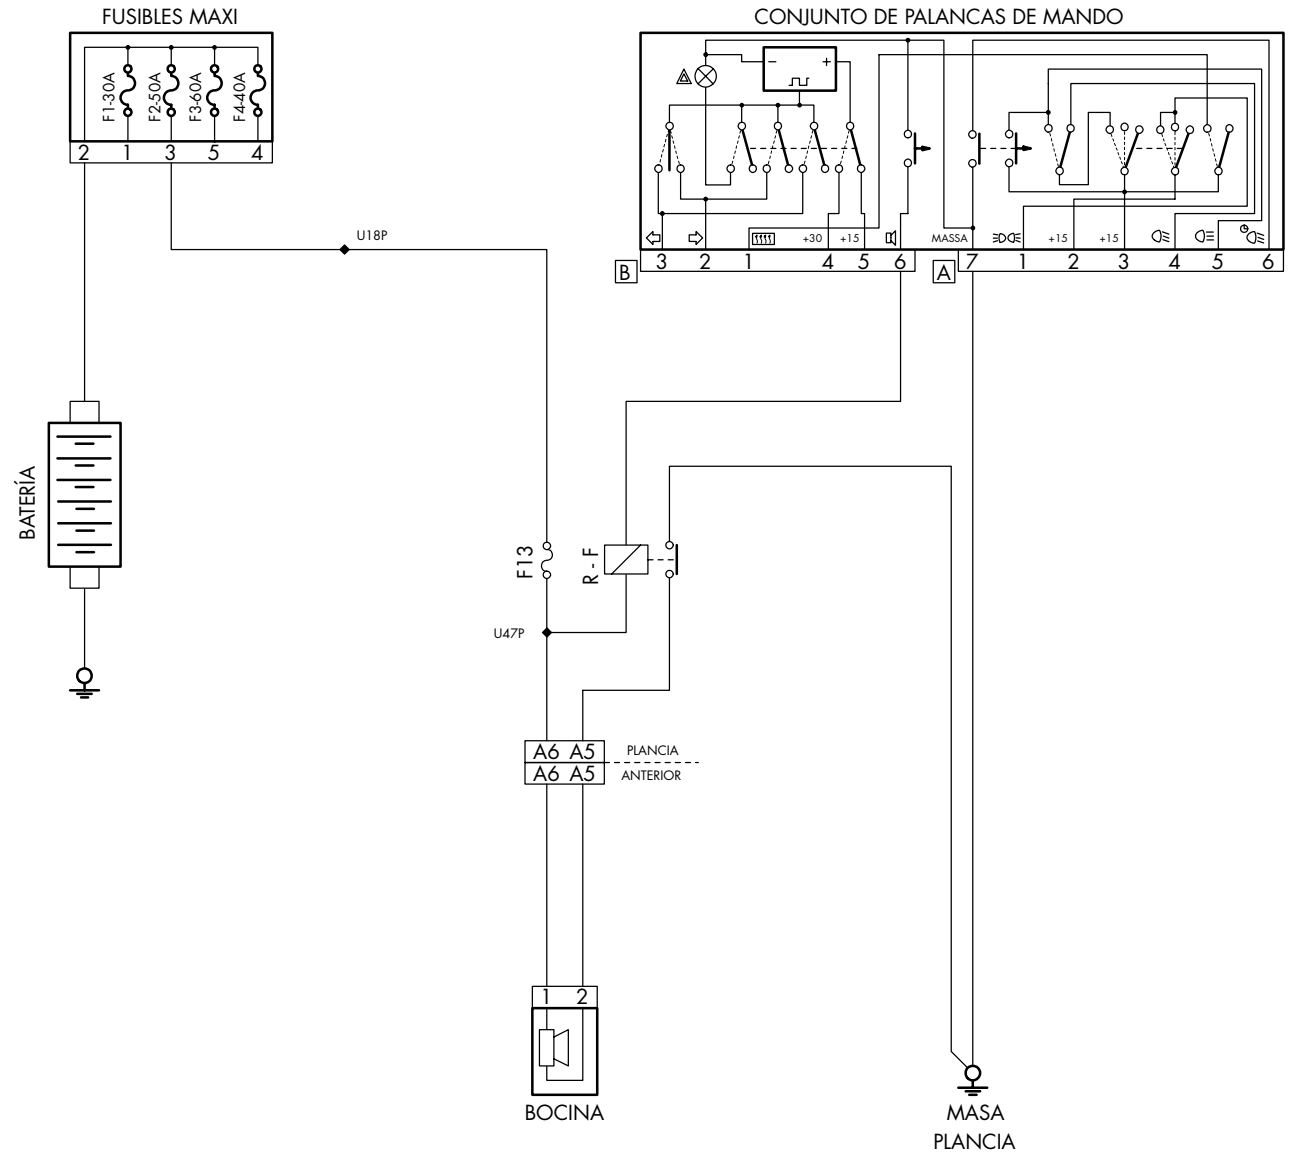 FUSIBLES MAXI
CONJUNTO DE PALANCAS DE MANDO
F1-30A
F2-50A
F3-60A
F4-40A
2 1 3 5 4
- +
+30 +15 MASSA +15 +15
B 3 2 1 4 5 6 A 7 1 2 3 4 5 6
U18P
BATERÍA
F13
R - F
U47P
A6 A5 PLANCIA
A6 A5 ANTERIOR
1 2
BOCINA
MASA
PLANCIA